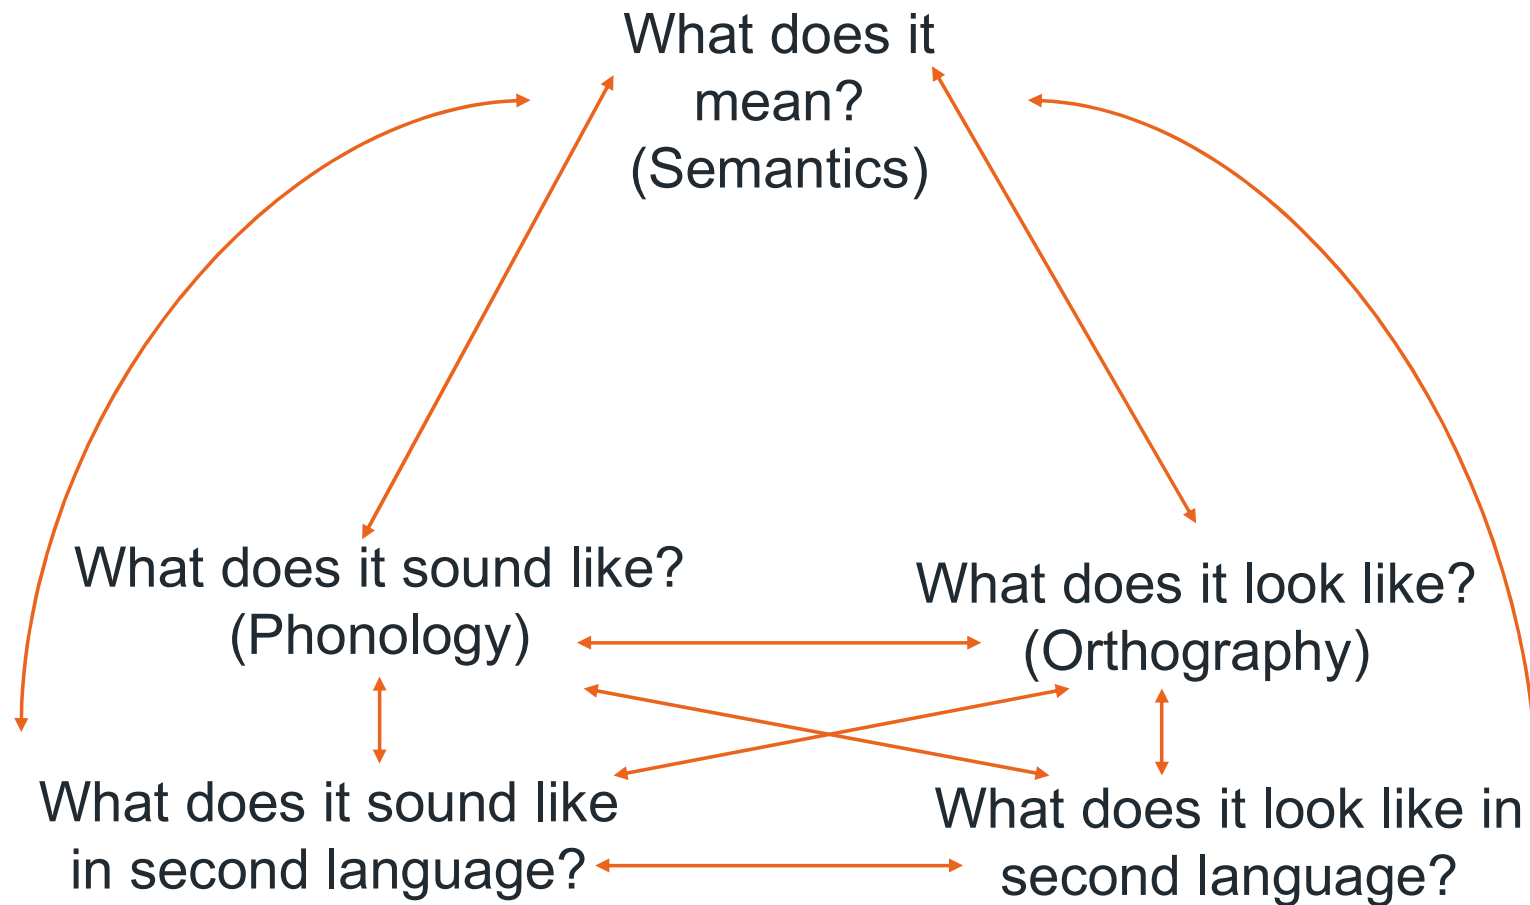 What does it
mean?
(Semantics)
What does it sound like?
(Phonology)
What does it look like?
(Orthography)
What does it sound like
in second language?
What does it look like in
second language?